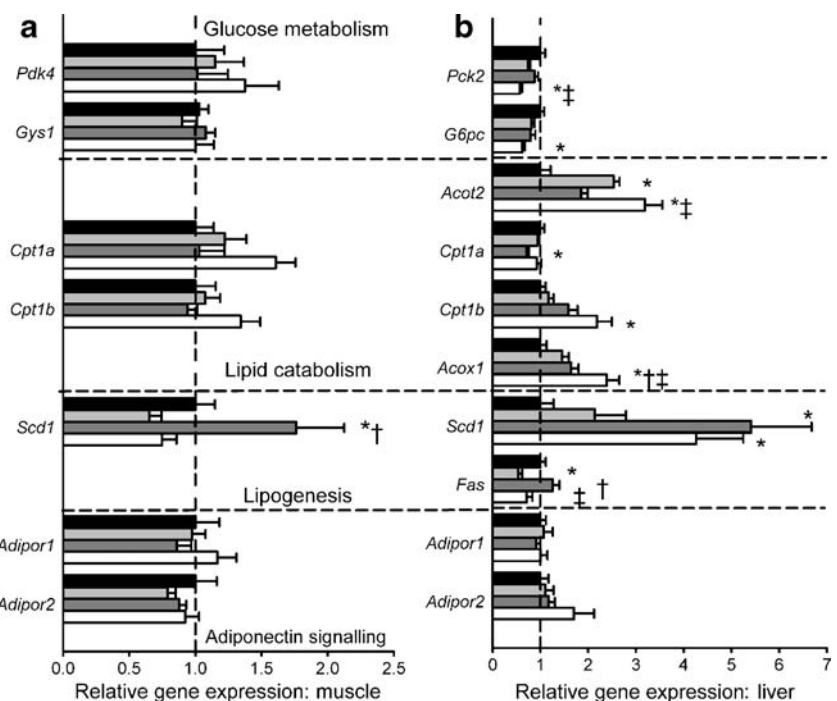 a
Glucose metabolism
Pdk4
Gys1
Cpt1a
Cpt1b
Lipid catabolism
Scd1
*†
Lipogenesis
Adipor1
Adipor2
Adiponectin signalling
0.0 0.5 1.0 1.5 2.0 2.5
Relative gene expression: muscle
b
Pck2
*‡
G6pc
*
Acot2
*
*‡
Cpt1a
*
Cpt1b
*
Acox1
*†‡
Scd1
*
*
Fas
*
‡ †
Adipor1
Adipor2
0 1 2 3 4 5 6 7
Relative gene expression: liver